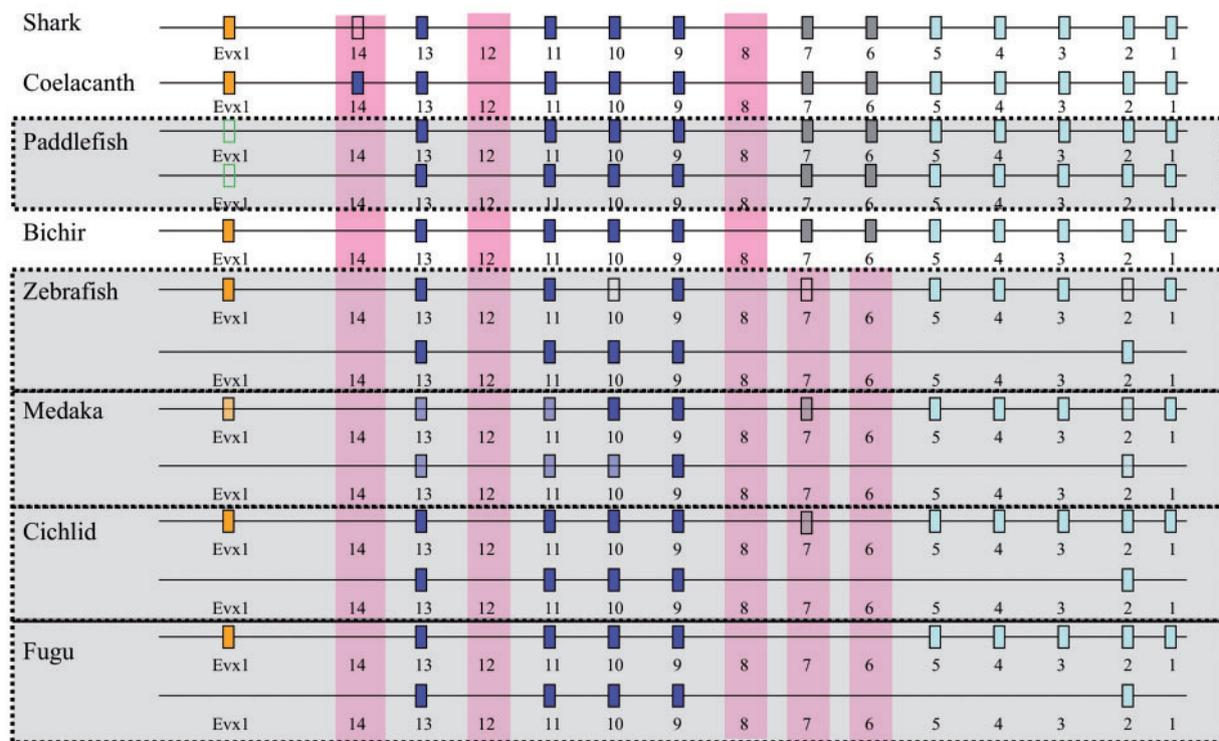 Shark
Evx1 14 13 12 11 10 9 8 7 6 5 4 3 2 1
Coelacanth
Evx1 14 13 12 11 10 9 8 7 6 5 4 3 2 1
Paddlefish
Evx1 14 13 12 11 10 9 8 7 6 5 4 3 2 1
Evx1 14 13 12 11 10 9 8 7 6 5 4 3 2 1
Bichir
Evx1 14 13 12 11 10 9 8 7 6 5 4 3 2 1
Zebrafish
Evx1 14 13 12 11 10 9 8 7 6 5 4 3 2 1
Evx1 14 13 12 11 10 9 8 7 6 5 4 3 2 1
Medaka
Evx1 14 13 12 11 10 9 8 7 6 5 4 3 2 1
Evx1 14 13 12 11 10 9 8 7 6 5 4 3 2 1
Cichlid
Evx1 14 13 12 11 10 9 8 7 6 5 4 3 2 1
Evx1 14 13 12 11 10 9 8 7 6 5 4 3 2 1
Fugu
Evx1 14 13 12 11 10 9 8 7 6 5 4 3 2 1
Evx1 14 13 12 11 10 9 8 7 6 5 4 3 2 1